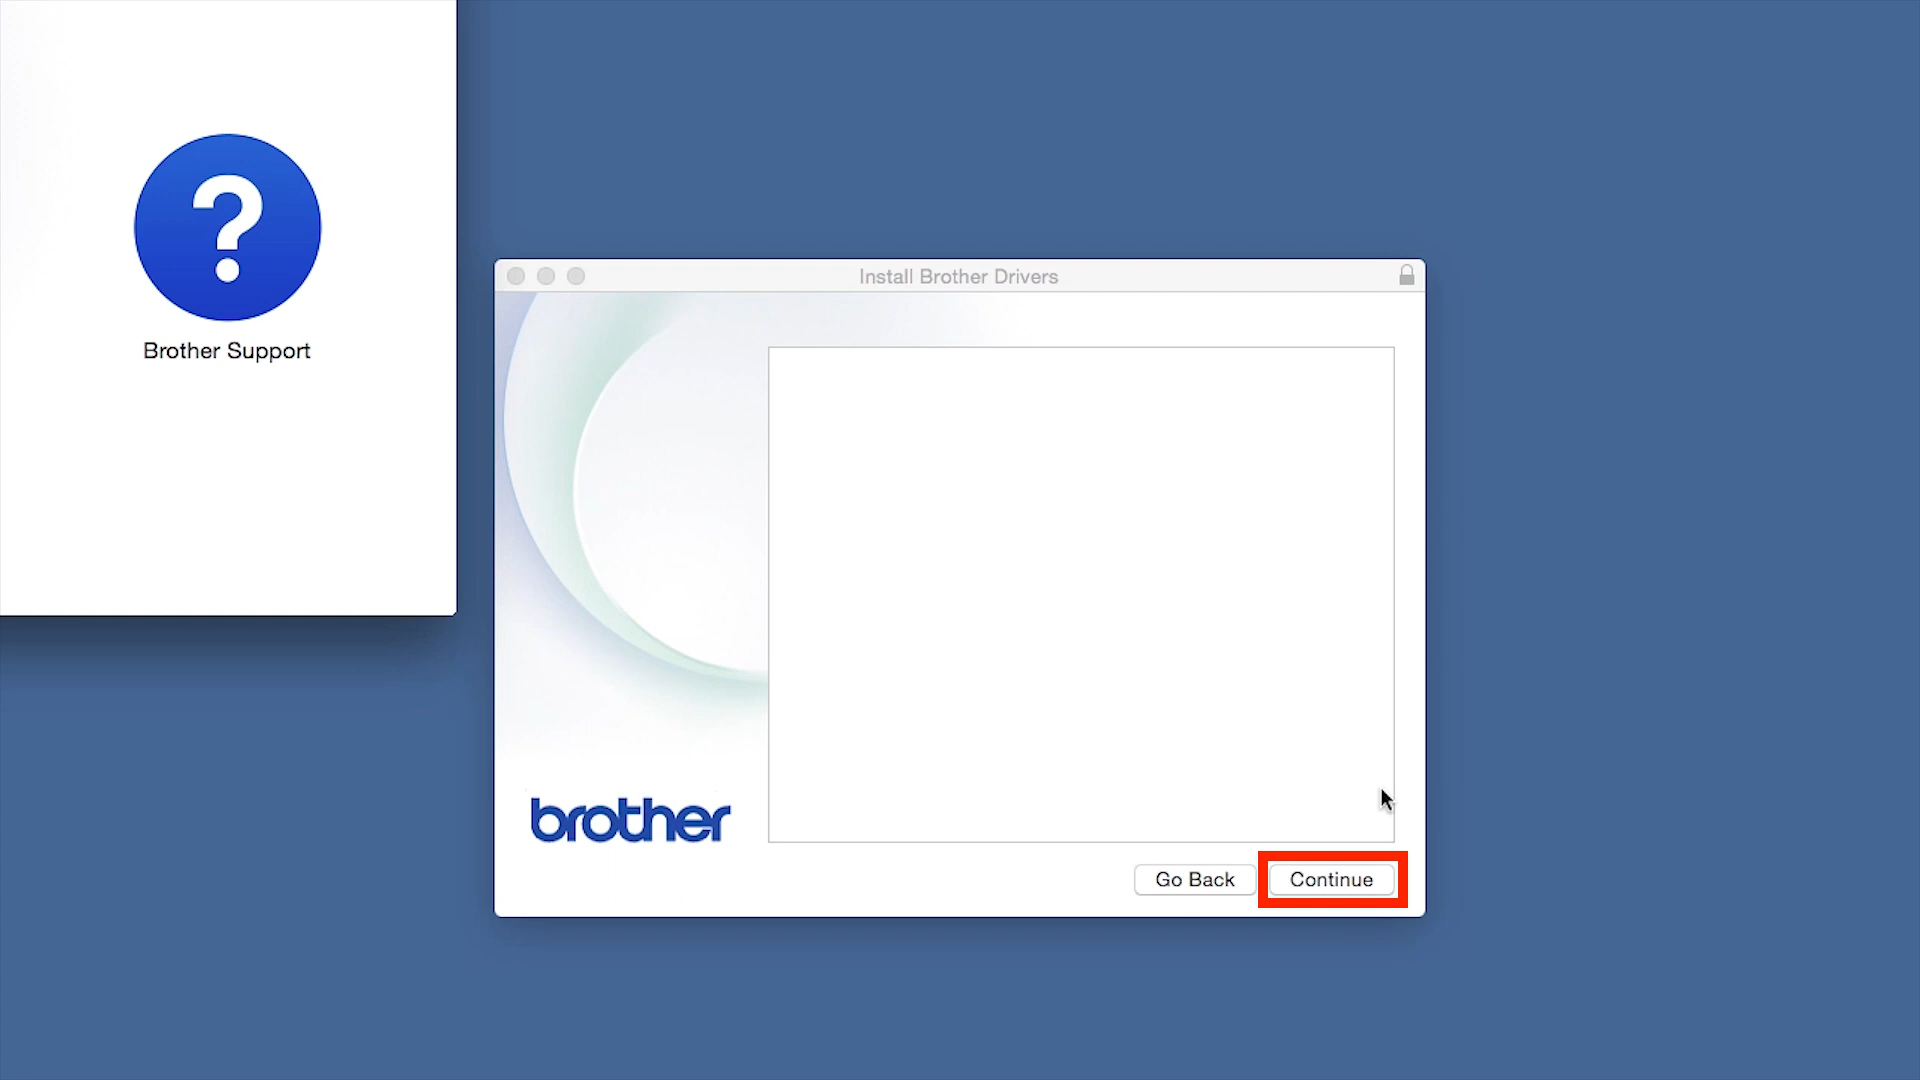 ?
Brother Support
Install Brother Drivers
brother
Go Back
Continue